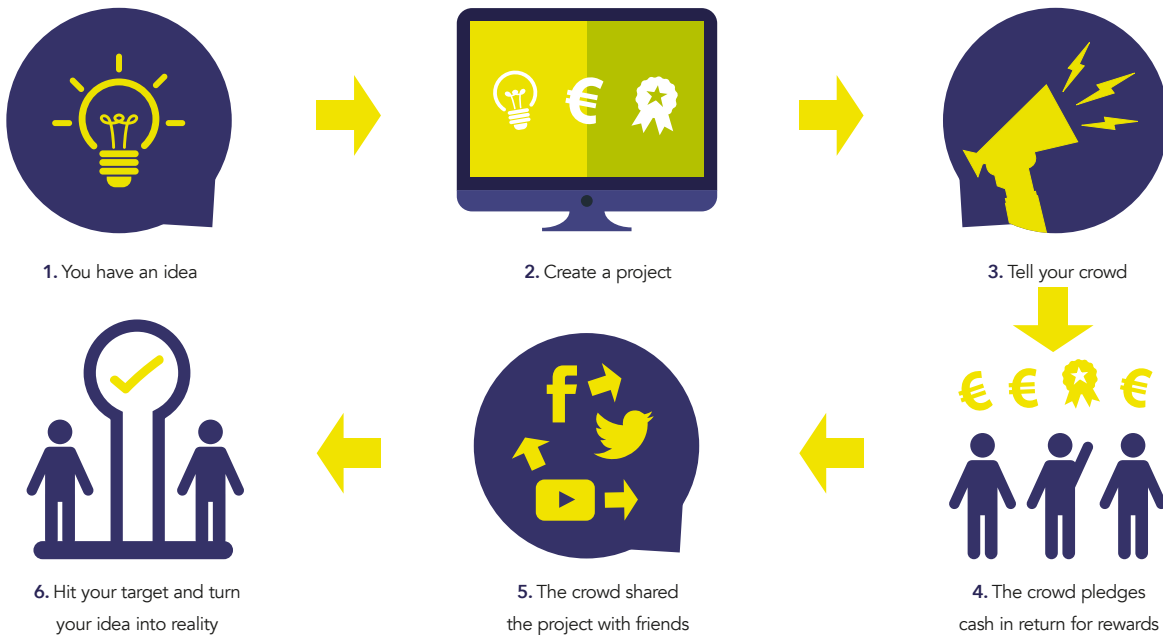 1. You have an idea
2. Create a project
3. Tell your crowd
4. The crowd pledges
cash in return for rewards
5. The crowd shared
the project with friends
6. Hit your target and turn
your idea into reality